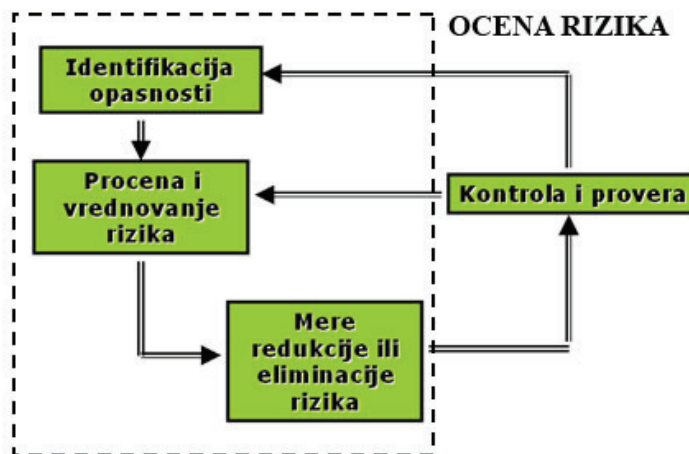 OCENA RIZIKA
Identifikacija
opasnosti
Procena i
vrednovanje
rizika
Kontrola i provera
Mere
redukcije ili
eliminacije
rizika